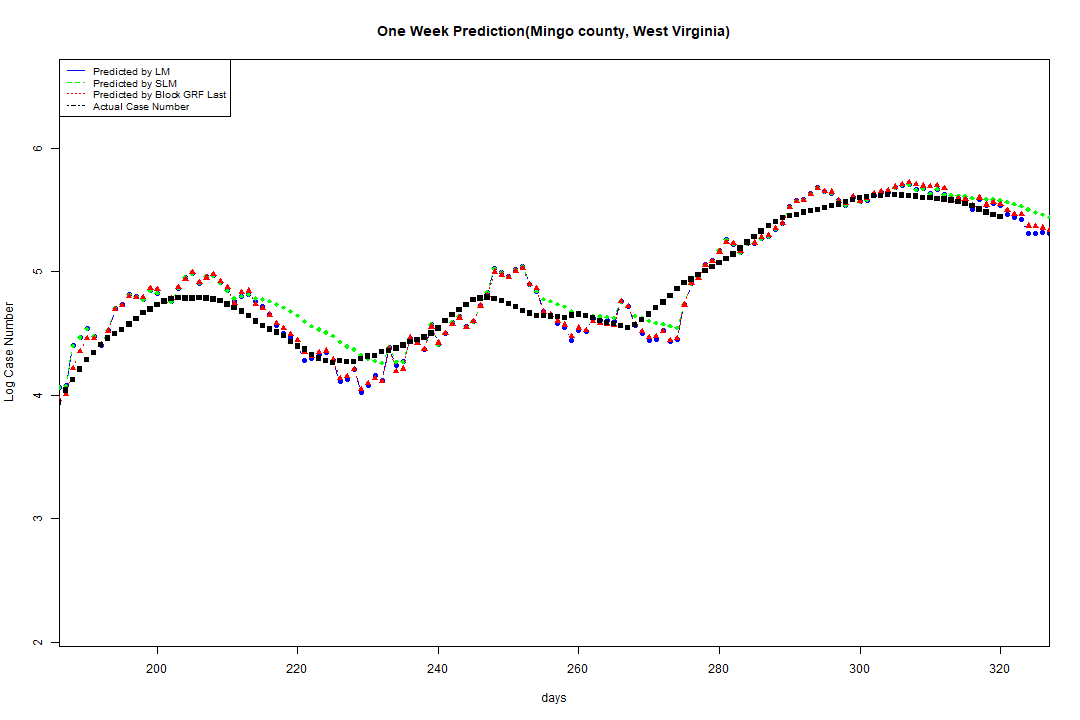 One Week Prediction(Mingo county, West Virginia)
Predicted by LM
Predicted by SLM
Predicted by Block GRF Last
Actual Case Number
6
5
4
3
2
Log Case Number
200 220 240 260 280 300 320
days